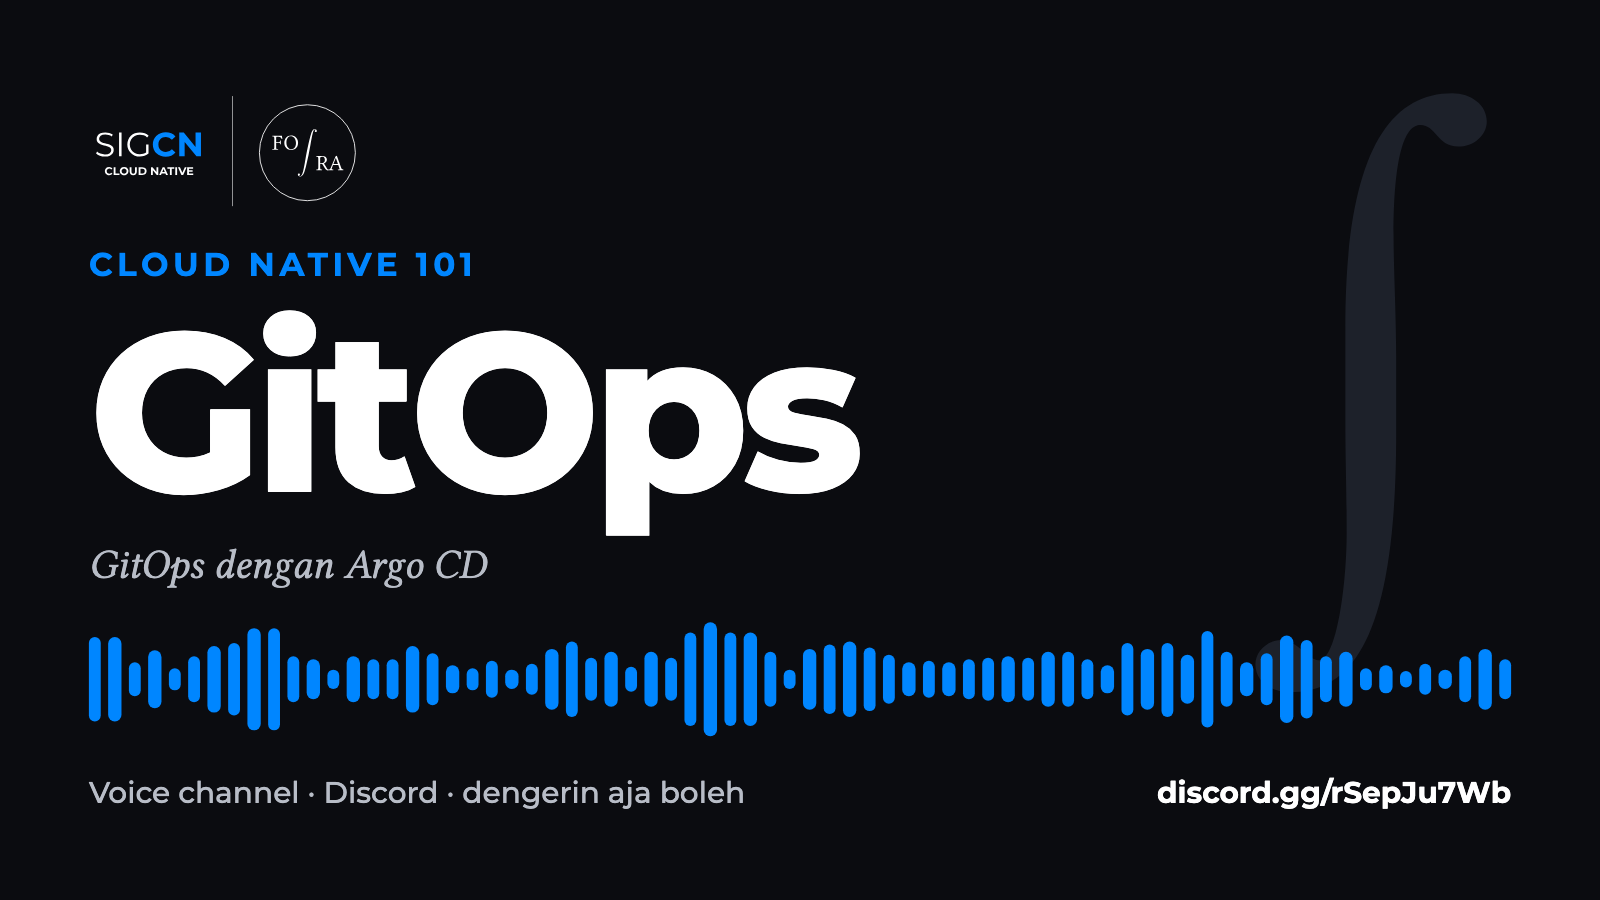 SIGCN
CLOUD NATIVE
FO∫RA
CLOUD NATIVE 101
GitOps
GitOps dengan Argo CD
Voice channel · Discord · dengerin aja boleh
discord.gg/rSepJu7Wb